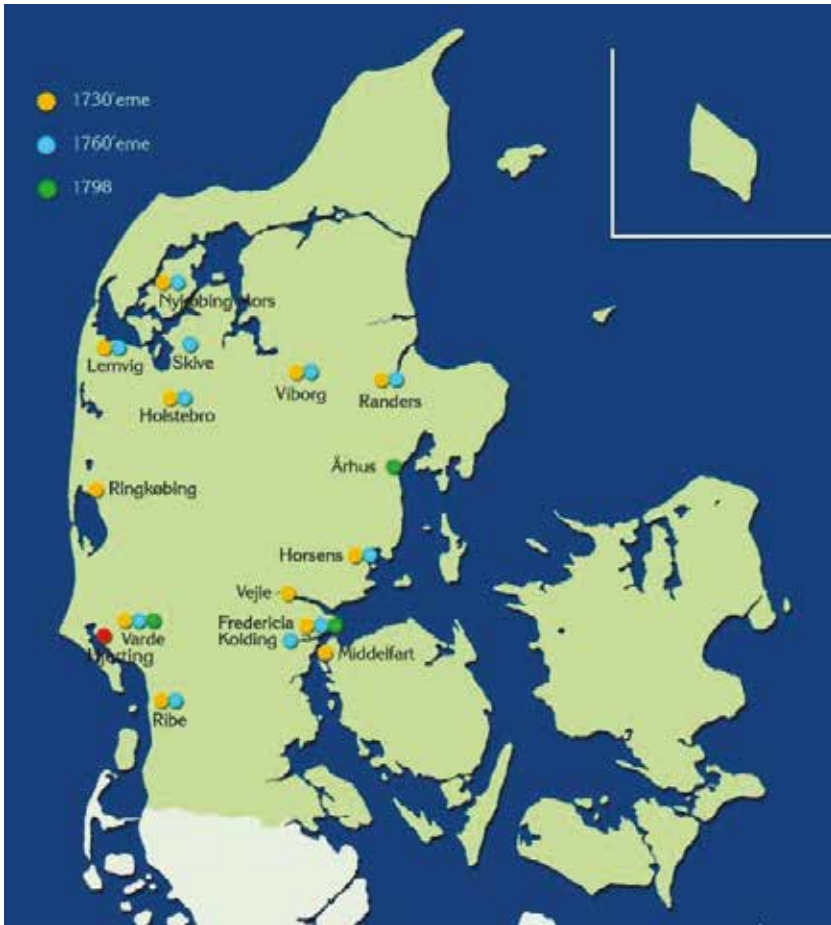 1730'erne
1760'erne
1798
Nykøbing Mors
Lemvig
Skive
Viborg
Randers
Holstebro
Århus
Ringkøbing
Horsens
Vejle
Fredericia
Kolding
Middelfart
Varde
Hjerting
Ribe